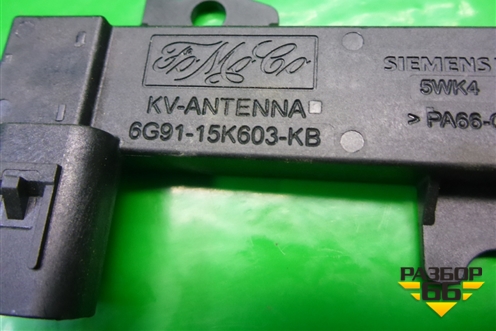 FoMoCo
KV-ANTENNA
6G91-15K603-KB
SIEMENS
5WK4
> PA66-
РАЗБОР
66